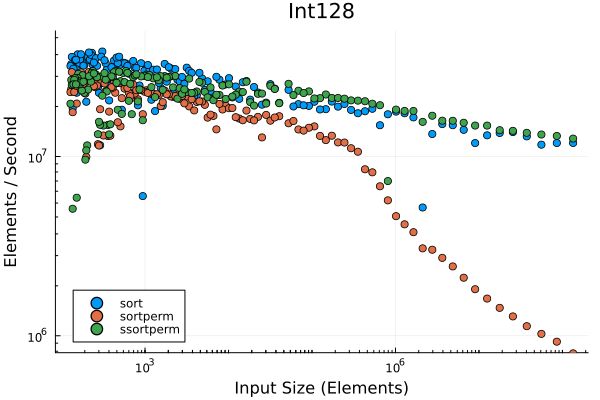 Int128
Elements / Second
10^7
10^6
sort
sortperm
ssortperm
10^3
10^6
Input Size (Elements)